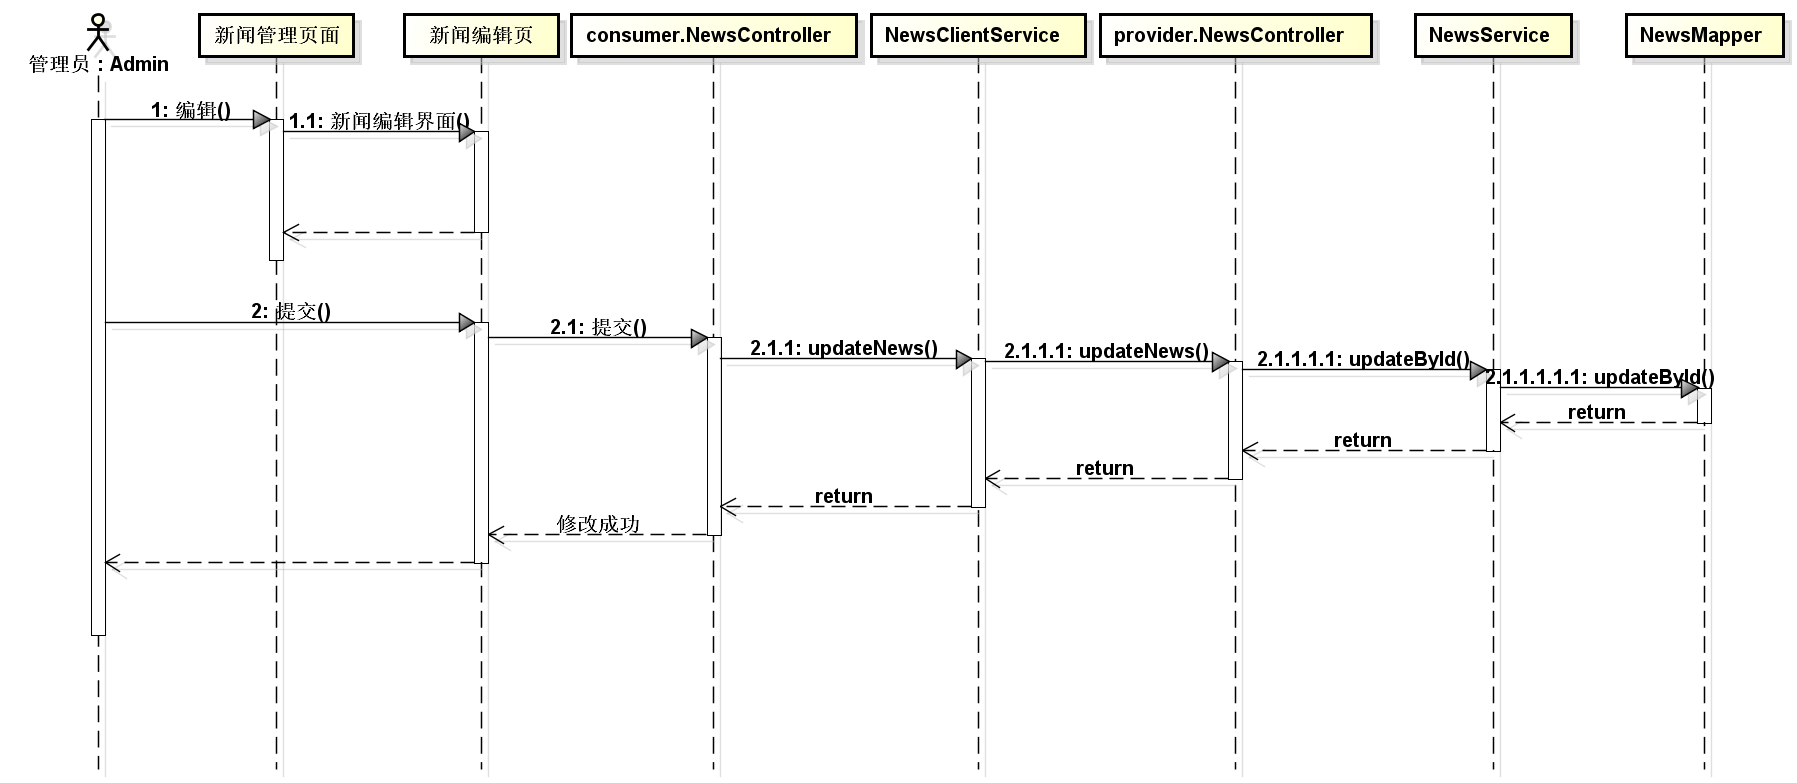 管理员 : Admin
新闻管理页面
新闻编辑页
consumer.NewsController
NewsClientService
provider.NewsController
NewsService
NewsMapper
1: 编辑()
1.1: 新闻编辑界面()
2: 提交()
2.1: 提交()
2.1.1: updateNews()
2.1.1.1: updateNews()
2.1.1.1.1: updateById()
2.1.1.1.1.1: updateById()
return
return
return
return
修改成功